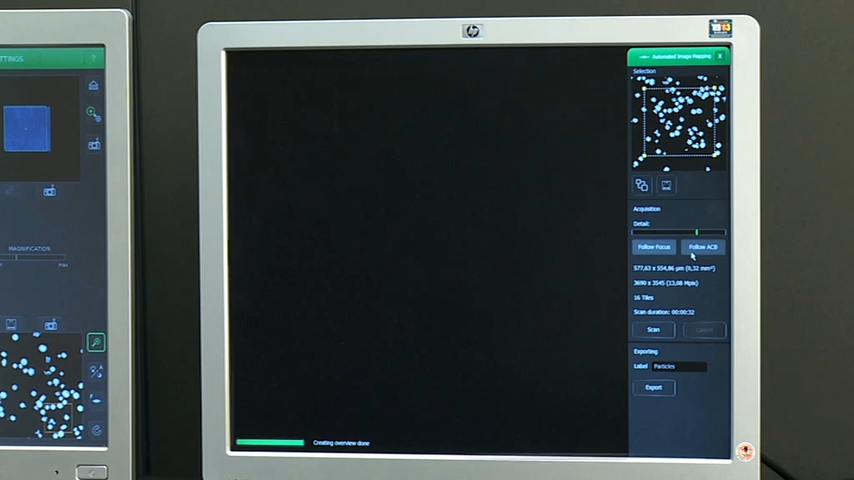 TTINGS
?
MAGNIFICATION
Max
hp
Automated Image Mapping
X
Selection
Acquisition
Detail:
Follow Focus
Follow ACB
577,63 x 554,86 µm (0,32 mm²)
3690 x 3545 (13,08 Mpix)
16 Tiles
Scan duration: 00:00:32
Scan
Cancel
Exporting
Label
Particles
Export
Creating overview done